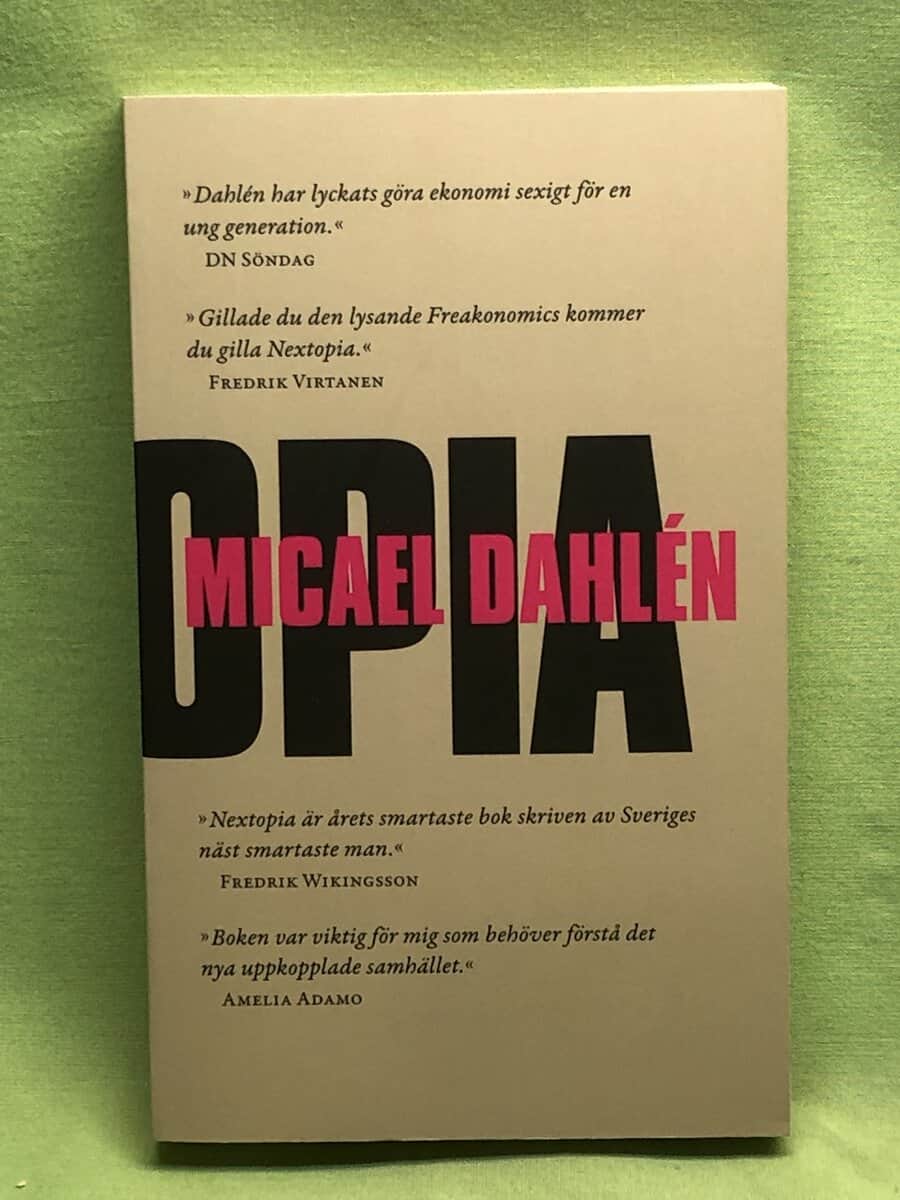 »Dahlén har lyckats göra ekonomi sexigt för en
ung generation.«
DN Söndag
»Gillade du den lysande Freakonomics kommer
du gilla Nextopia.«
Fredrik Virtanen
OPIA
MICAEL DAHLÉN
»Nextopia är årets smartaste bok skriven av Sveriges
näst smartaste man.«
Fredrik Wikingsson
»Boken var viktig för mig som behöver förstå det
nya uppkopplade samhället.«
Amelia Adamo